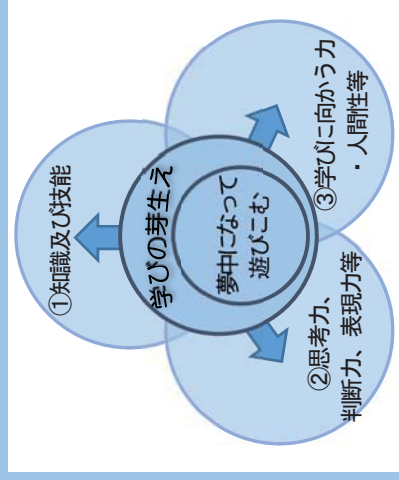 ①知識及び技能
学びの芽生え
夢中になって
遊びこむ
②思考力、
判断力、表現力等
③学びに向かう力
・人間性等